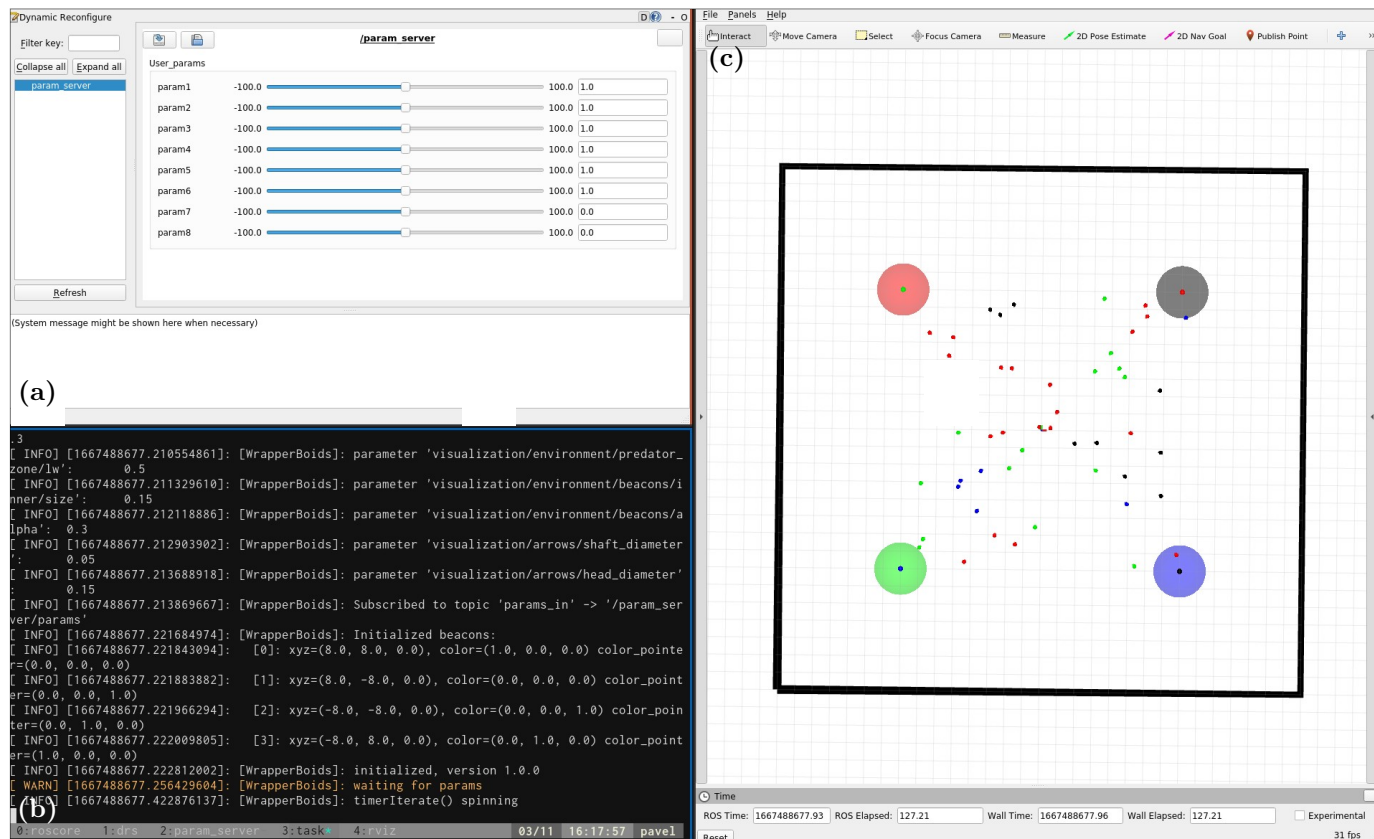 Dynamic Reconfigure
D - O
Filter key:
/param_server
Collapse all Expand all
User_params
param_server
param1 -100.0 100.0 1.0
param2 -100.0 100.0 1.0
param3 -100.0 100.0 1.0
param4 -100.0 100.0 1.0
param5 -100.0 100.0 1.0
param6 -100.0 100.0 1.0
param7 -100.0 100.0 0.0
param8 -100.0 100.0 0.0
Refresh
(System message might be shown here when necessary)
(a)
.3
[ INFO] [1667488677.210554861]: [WrapperBoids]: parameter 'visualization/environment/predator_
zone/lw': 0.5
[ INFO] [1667488677.211329610]: [WrapperBoids]: parameter 'visualization/environment/beacons/i
nner/size': 0.15
[ INFO] [1667488677.212118886]: [WrapperBoids]: parameter 'visualization/environment/beacons/a
lpha': 0.3
[ INFO] [1667488677.212903902]: [WrapperBoids]: parameter 'visualization/arrows/shaft_diameter
': 0.05
[ INFO] [1667488677.213688918]: [WrapperBoids]: parameter 'visualization/arrows/head_diameter'
: 0.15
[ INFO] [1667488677.213869667]: [WrapperBoids]: Subscribed to topic 'params_in' -> '/param_ser
ver/params'
[ INFO] [1667488677.221684974]: [WrapperBoids]: Initialized beacons:
[ INFO] [1667488677.221843094]: [0]: xyz=(8.0, 8.0, 0.0), color=(1.0, 0.0, 0.0) color_pointe
r=(0.0, 0.0, 0.0)
[ INFO] [1667488677.221883882]: [1]: xyz=(8.0, -8.0, 0.0), color=(0.0, 0.0, 0.0) color_point
er=(0.0, 0.0, 1.0)
[ INFO] [1667488677.221966294]: [2]: xyz=(-8.0, -8.0, 0.0), color=(0.0, 0.0, 1.0) color_poin
ter=(0.0, 1.0, 0.0)
[ INFO] [1667488677.222009805]: [3]: xyz=(-8.0, 8.0, 0.0), color=(0.0, 1.0, 0.0) color_point
er=(1.0, 0.0, 0.0)
[ INFO] [1667488677.222812002]: [WrapperBoids]: initialized, version 1.0.0
[ WARN] [1667488677.256429604]: [WrapperBoids]: waiting for params
[ INFO] [1667488677.422876137]: [WrapperBoids]: timerIterate() spinning
(b)
0:roscore 1:drs 2:param_server 3:task* 4:rviz 03/11 16:17:57 pavel
File Panels Help
Interact Move Camera Select Focus Camera Measure 2D Pose Estimate 2D Nav Goal Publish Point
(c)
Time
ROS Time: 1667488677.93 ROS Elapsed: 127.21 Wall Time: 1667488677.96 Wall Elapsed: 127.21 Experimental
Reset 31 fps